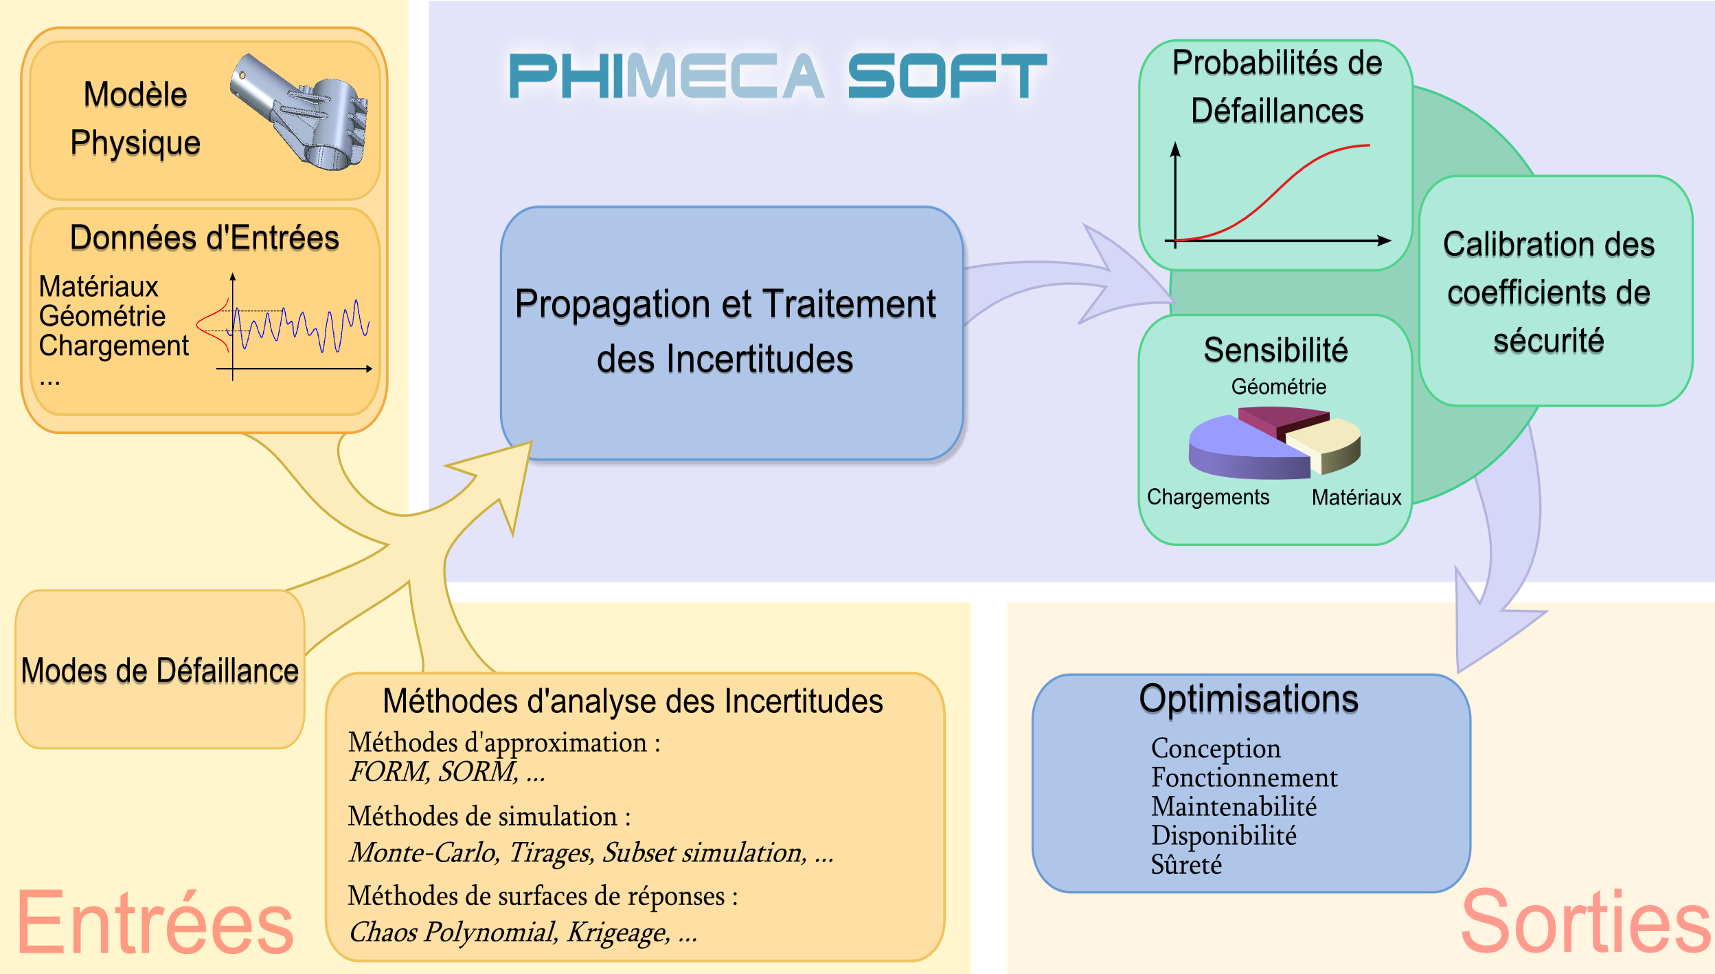 Modèle
Physique
Données d'Entrées
Matériaux
Géométrie
Chargement
...
Modes de Défaillance
Méthodes d'analyse des Incertitudes
Méthodes d'approximation :
FORM, SORM, ...
Méthodes de simulation :
Monte-Carlo, Tirages, Subset simulation, ...
Méthodes de surfaces de réponses :
Chaos Polynomial, Krigeage, ...
Entrées
PHIMECA SOFT
Propagation et Traitement
des Incertitudes
Probabilités de
Défaillances
Calibration des
coefficients de
sécurité
Sensibilité
Géométrie
Chargements
Matériaux
Optimisations
Conception
Fonctionnement
Maintenabilité
Disponibilité
Sûreté
Sorties